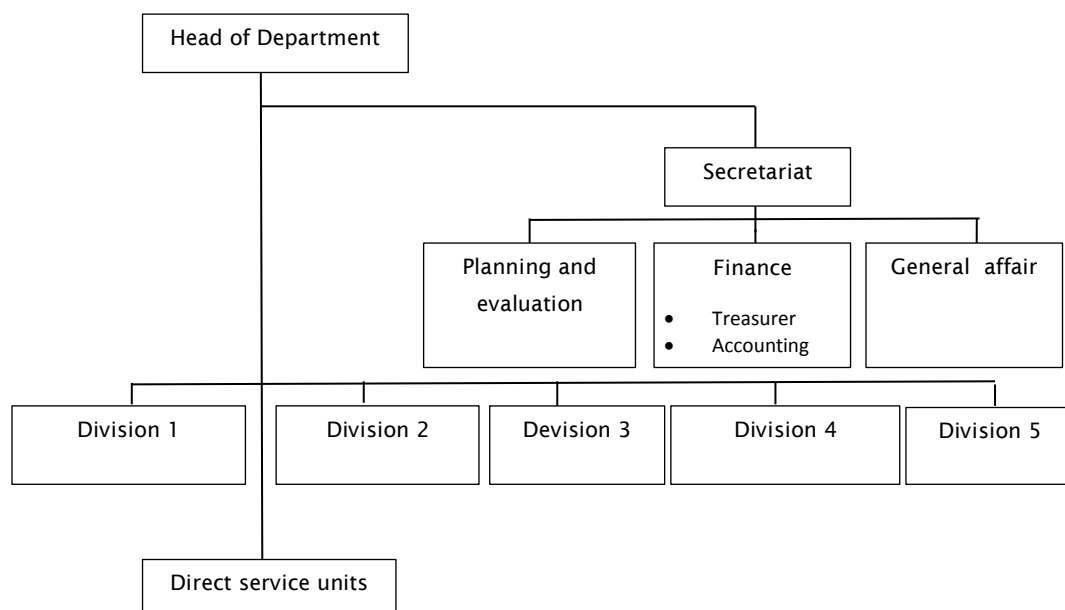 Head of Department
Secretariat
Planning and
evaluation
Finance
• Treasurer
• Accounting
General affair
Division 1
Division 2
Devision 3
Division 4
Division 5
Direct service units